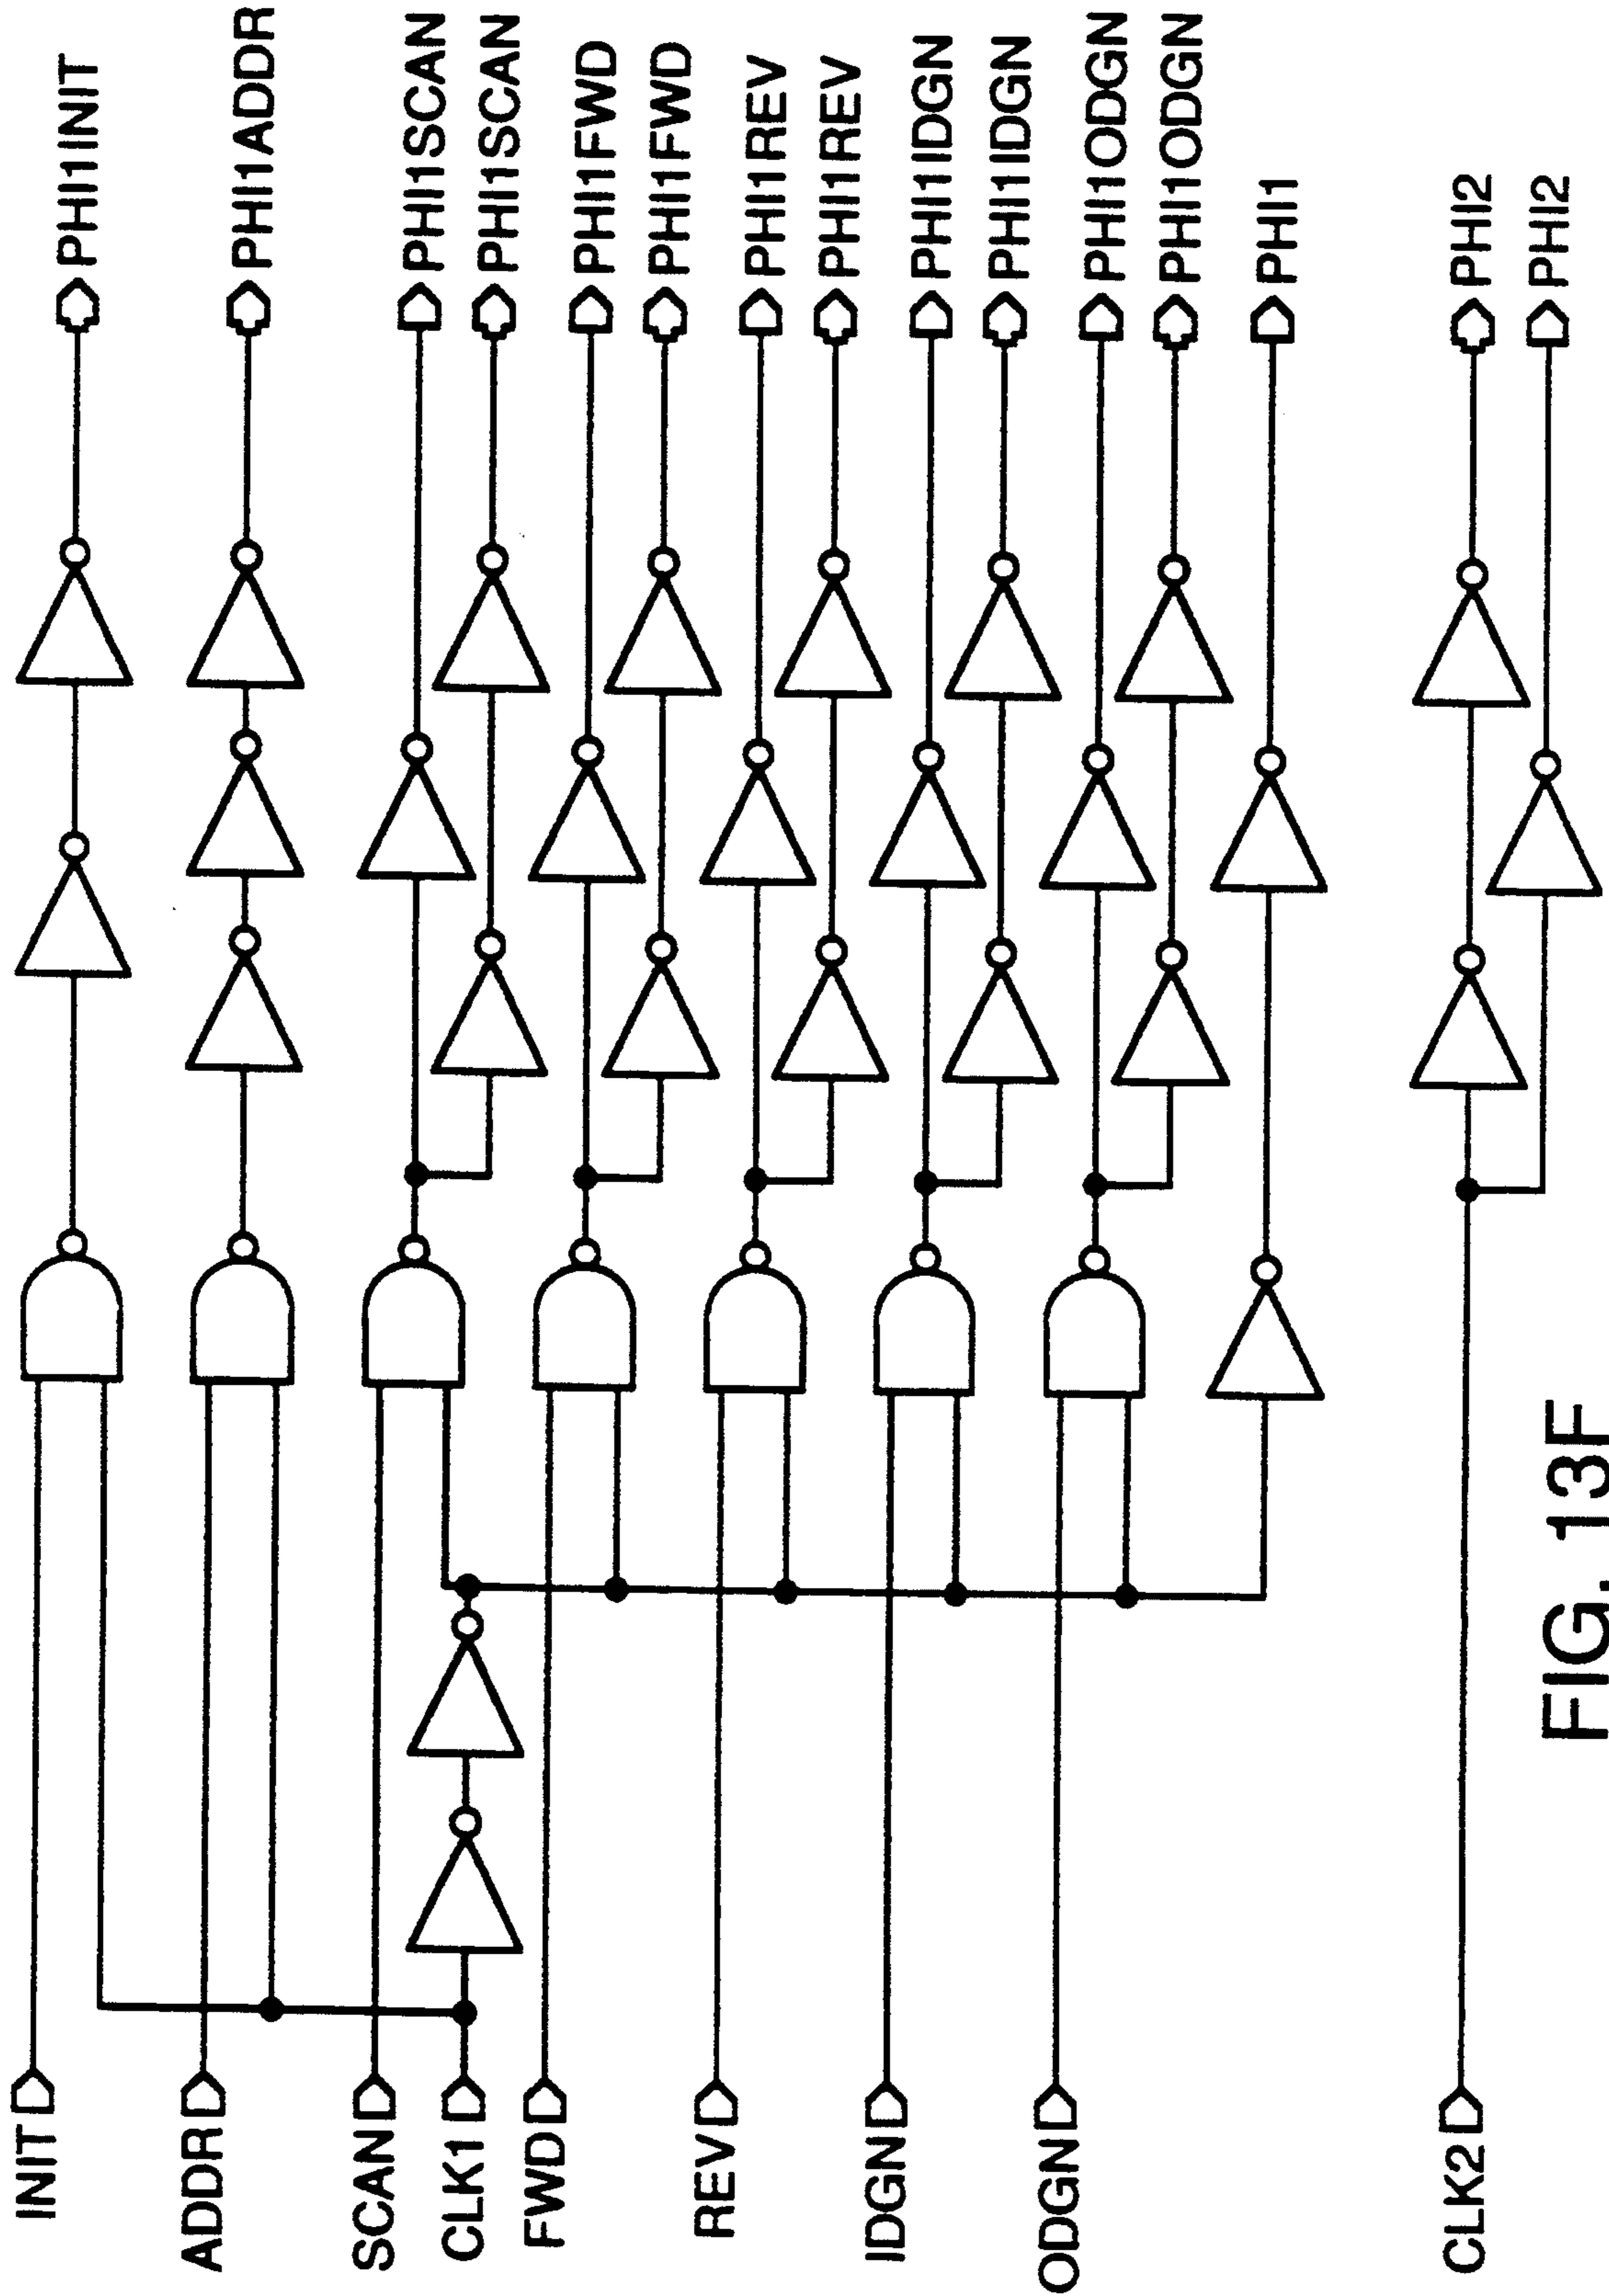 INIT
ADDR
SCAN
CLK1
FWD
REV
IDGN
ODGN
CLK2
PHI1INIT
PHI1ADDR
PHI1SCAN
PHI1SCAN
PHI1FWD
PHI1FWD
PHI1REV
PHI1REV
PHI1IDGN
PHI1IDGN
PHI1ODGN
PHI1ODGN
PHI1
PHI2
PHI2
FIG. 13F